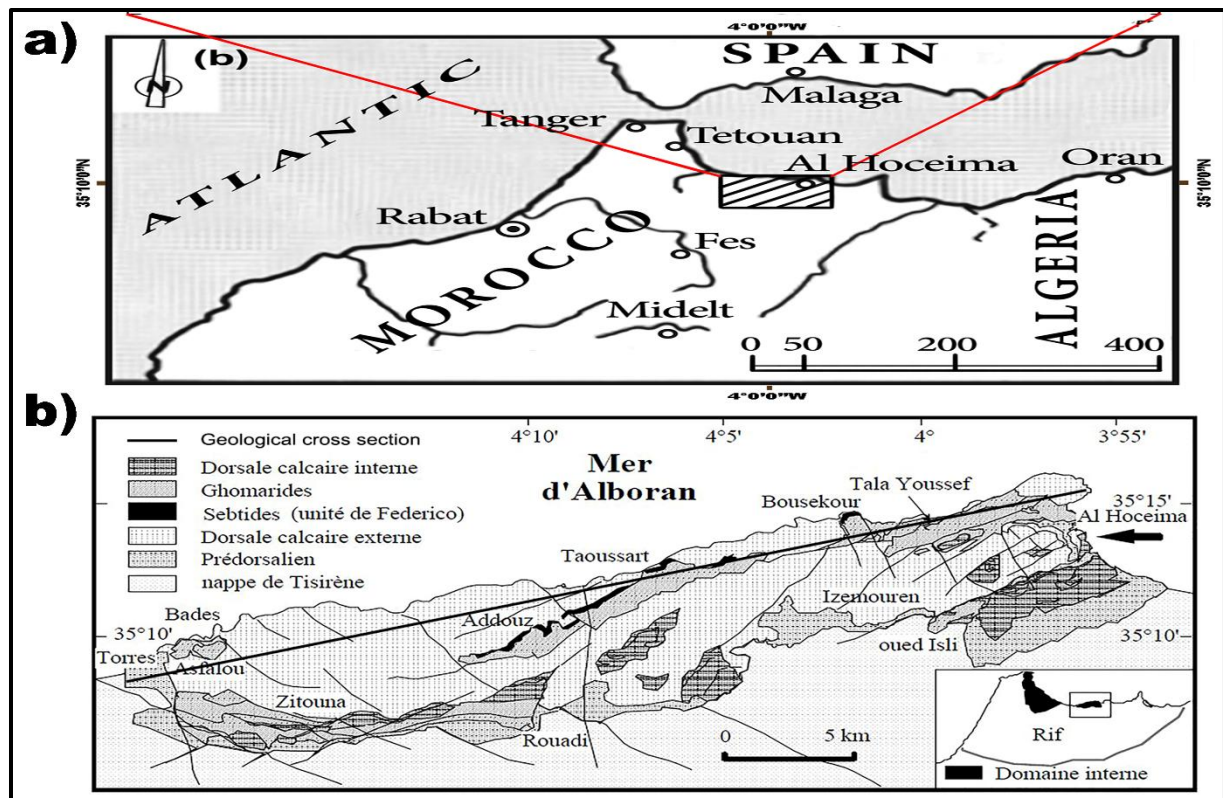 a)
4°0'0"W
(b)
N
SPAIN
ATLANTIC
Malaga
Tanger
Tetouan
Al Hoceima
Oran
35°10'0"N
35°10'0"N
Rabat
MOROCCO
Fes
ALGERIA
Midelt
0 50 200 400
4°0'0"W
b)
Geological cross section
Dorsale calcaire interne
Ghomarides
Sebtides (unité de Federico)
Dorsale calcaire externe
Prédorsalien
nappe de Tisirène
4°10'
4°5'
4°
3°55'
Mer
d'Alboran
Bousekour
Tala Youssef
35°15'
Al Hoceima
Taoussart
Bades
Addouz
Izemouren
35°10'
35°10'
Torres
Asfalou
oued Isli
Zitouna
Rouadi
0 5 km
Rif
Domaine interne